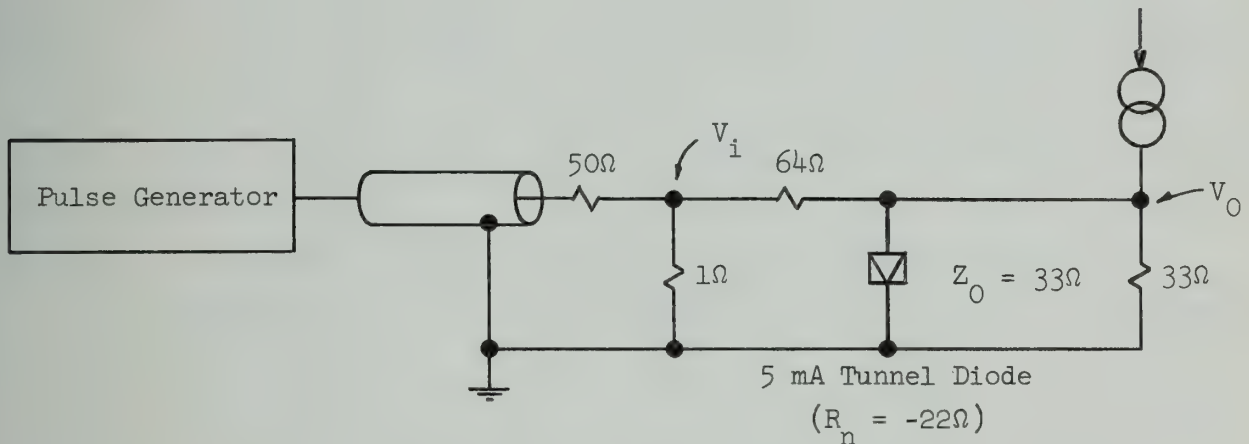 Pulse Generator
50Ω
V_i
64Ω
1Ω
Z_O = 33Ω
33Ω
V_O
5 mA Tunnel Diode
(R_n = -22Ω)